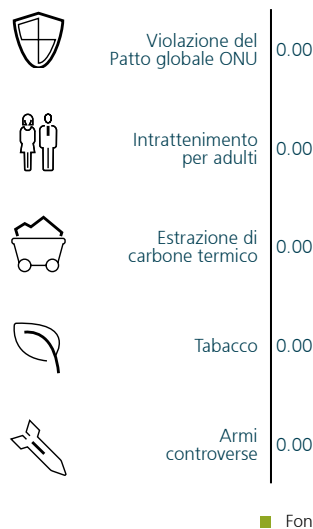 Violazione del
Patto globale ONU
0.00
Intrattenimento
per adulti
0.00
Estrazione di
carbone termico
0.00
Tabacco
0.00
Armi
controverse
0.00
Fon